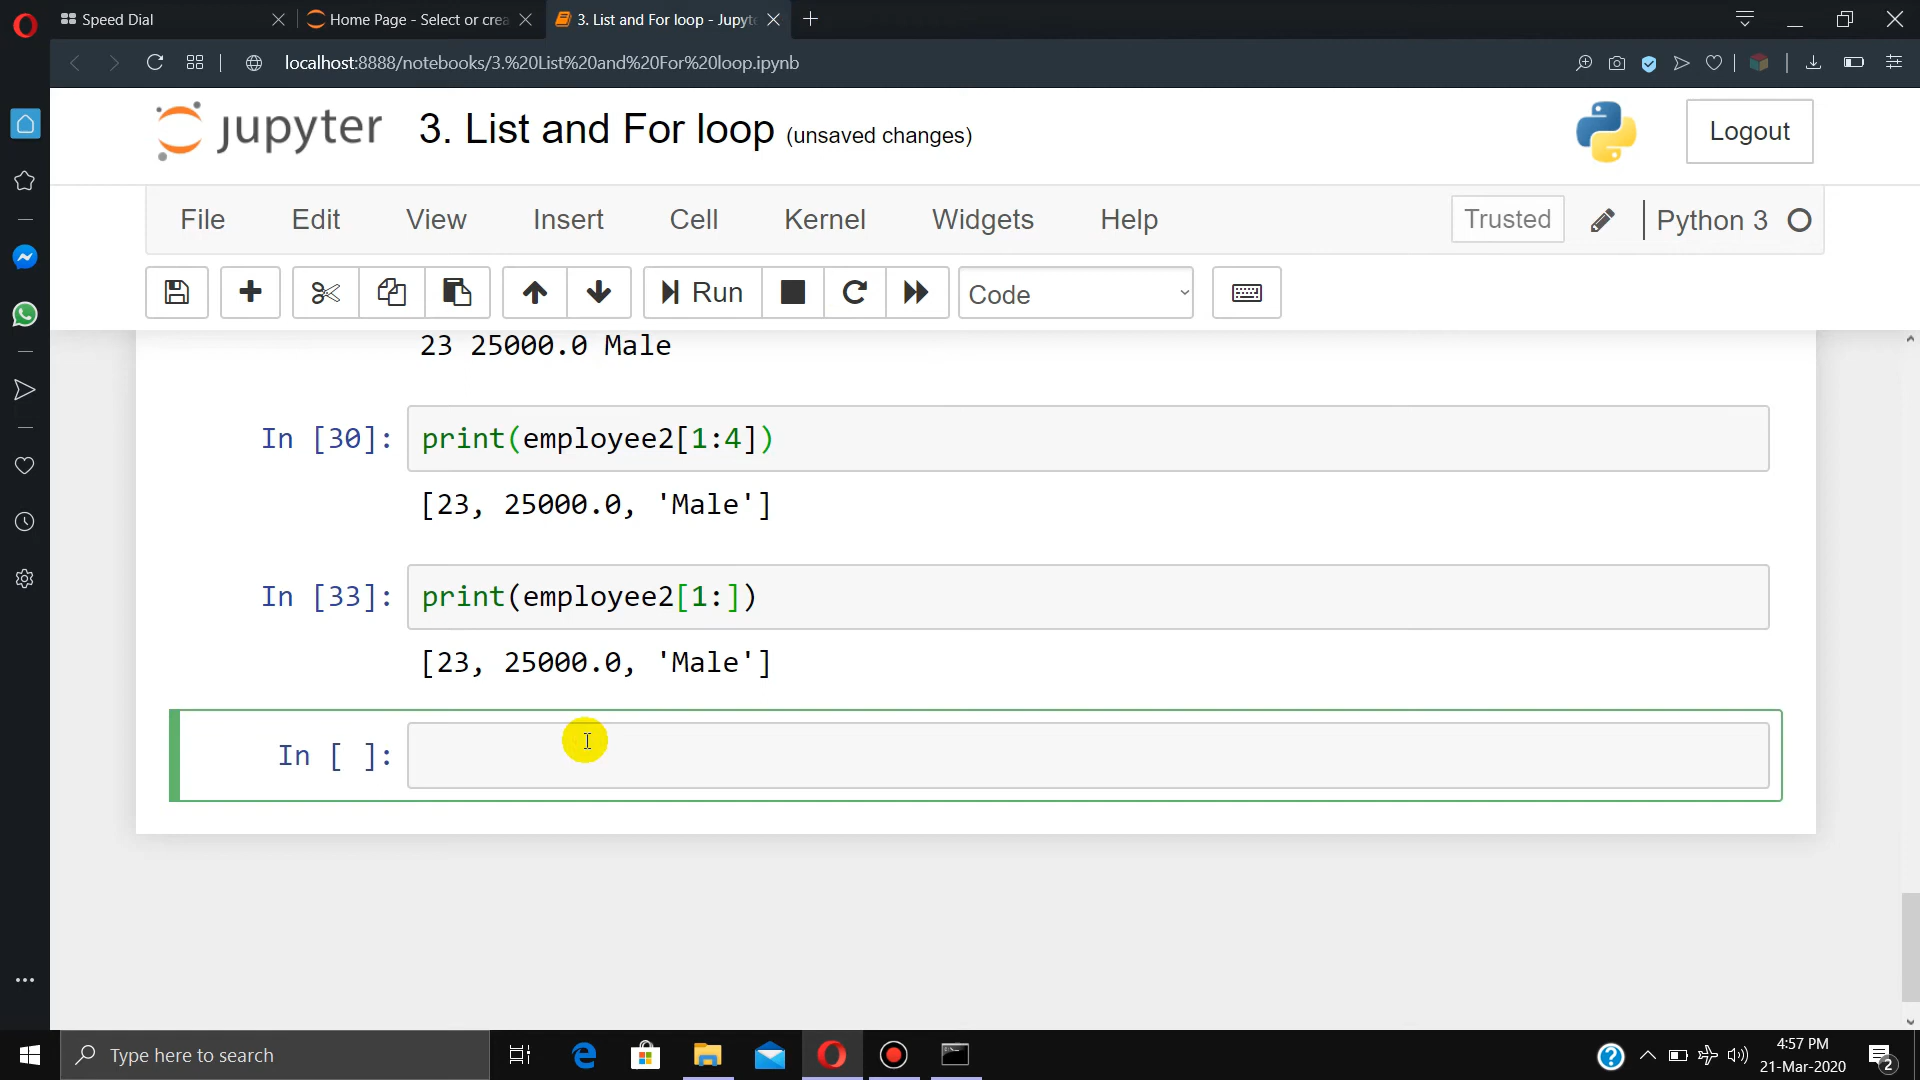 Speed Dial
Home Page - Select or crea
3. List and For loop - Jupyte
localhost:8888/notebooks/3.%20List%20and%20For%20loop.ipynb
jupyter
3. List and For loop (unsaved changes)
Logout
File Edit View Insert Cell Kernel Widgets Help
Trusted
Python 3
Run
Code
23 25000.0 Male
In [30]: print(employee2[1:4])
[23, 25000.0, 'Male']
In [33]: print(employee2[1:])
[23, 25000.0, 'Male']
In [ ]:
Type here to search
4:57 PM
21-Mar-2020
2